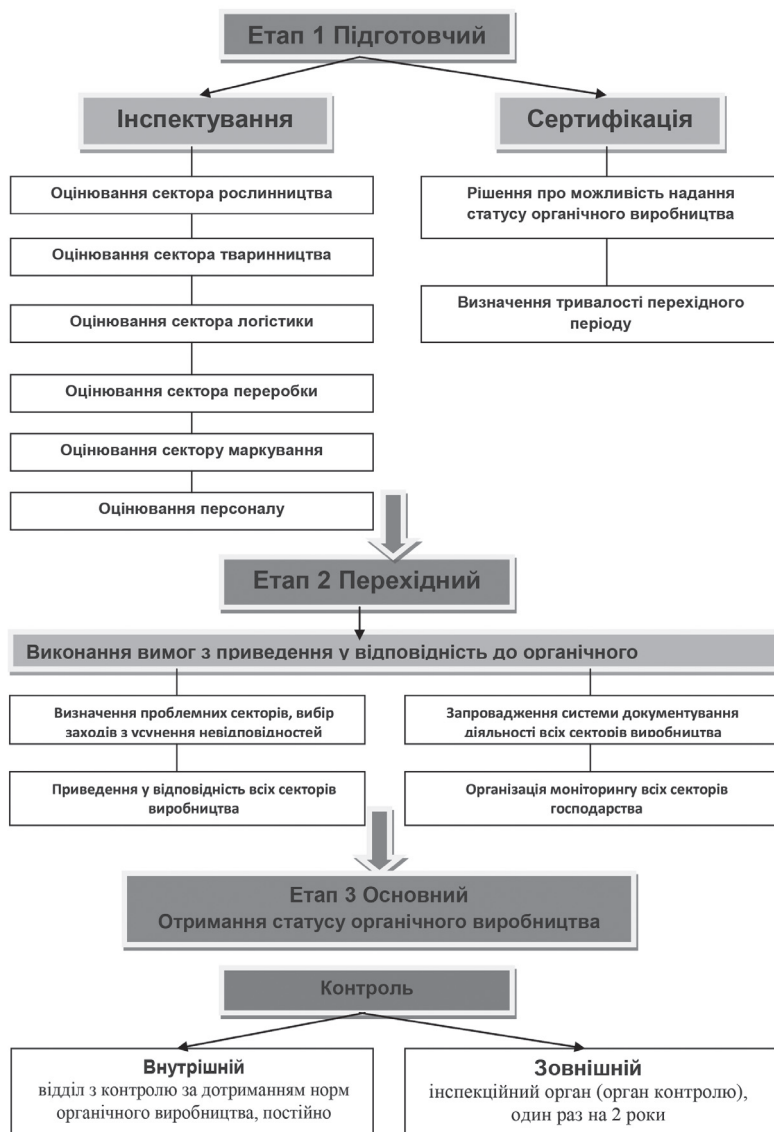 Етап 1 Підготовчий
Інспектування
Сертифікація
Оцінювання сектора рослинництва
Оцінювання сектора тваринництва
Оцінювання сектора логістики
Оцінювання сектора переробки
Оцінювання сектору маркування
Оцінювання персоналу
Рішення про можливість надання
статусу органічного виробництва
Визначення тривалості перехідного
періоду
Етап 2 Перехідний
Виконання вимог з приведення у відповідність до органічного
Визначення проблемних секторів, вибір
заходів з усунення невідповідностей
Приведення у відповідність всіх секторів
виробництва
Запровадження системи документування
діяльності всіх секторів виробництва
Організація моніторингу всіх секторів
господарства
Етап 3 Основний
Отримання статусу органічного виробництва
Контроль
Внутрішній
відділ з контролю за дотриманням норм
органічного виробництва, постійно
Зовнішній
інспекційний орган (орган контролю),
один раз на 2 роки